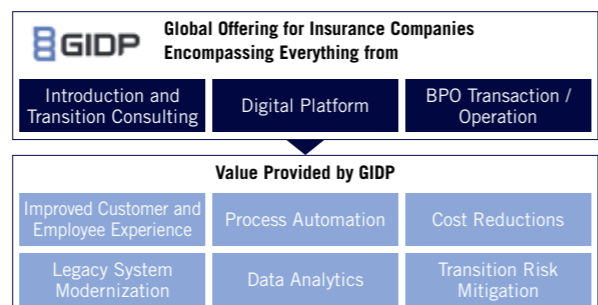 GIDP
Global Offering for Insurance Companies
Encompassing Everything from
Introduction and
Transition Consulting
Digital Platform
BPO Transaction /
Operation
Value Provided by GIDP
Improved Customer and
Employee Experience
Process Automation
Cost Reductions
Legacy System
Modernization
Data Analytics
Transition Risk
Mitigation